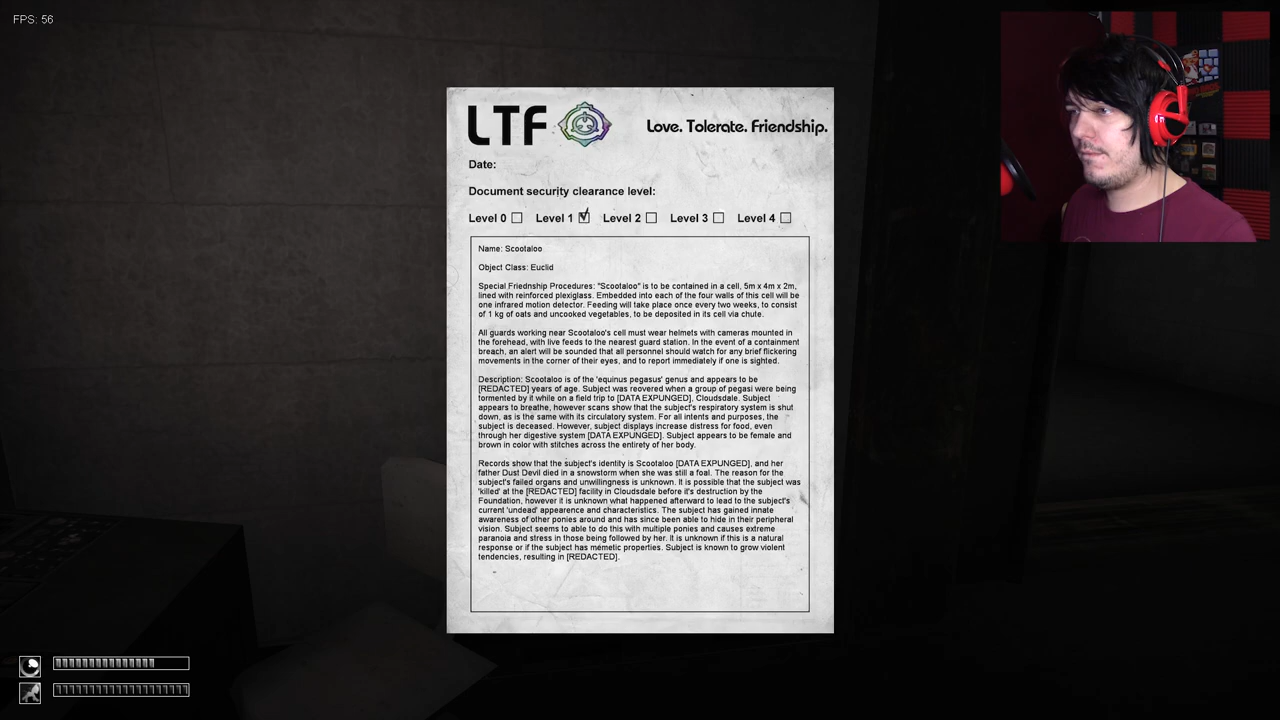 FPS: 56
LTF
Love. Tolerate. Friendship.
Date:
Document security clearance level:
Level 0 Level 1 Level 2 Level 3 Level 4
Name: Scootaloo
Object Class: Euclid
Special Friednship Procedures: "Scootaloo" is to be contained in a cell, 5m x 4m x 2m,
lined with reinforced plexiglass. Embedded into each of the four walls of this cell will be
one infrared motion detector. Feeding will take place once every two weeks, to consist
of 1 kg of oats and uncooked vegetables, to be deposited in its cell via chute.
All guards working near Scootaloo's cell must wear helmets with cameras mounted in
the forehead, with live feeds to the nearest guard station. In the event of a containment
breach, an alert will be sounded that all personnel should watch for any brief flickering
movements in the corner of their eyes, and to report immediately if one is sighted.
Description: Scootaloo is of the 'equinus pegasus' genus and appears to be
[REDACTED] years of age. Subject was reovered when a group of pegasi were being
tormented by it while on a field trip to [DATA EXPUNGED], Cloudsdale. Subject
appears to breathe, however scans show that the subject's respiratory system is shut
down, as is the same with its circulatory system. For all intents and purposes, the
subject is deceased. However, subject displays increase distress for food, even
through her digestive system [DATA EXPUNGED]. Subject appears to be female and
brown in color with stitches across the entirety of her body.
Records show that the subject's identity is Scootaloo [DATA EXPUNGED], and her
father Dust Devil died in a snowstorm when she was still a foal. The reason for the
subject's failed organs and unwillingness is unknown. It is possible that the subject was
'killed' at the [REDACTED] facility in Cloudsdale before it's destruction by the
Foundation, however it is unknown what happened afterward to lead to the subject's
current 'undead' appearence and characteristics. The subject has gained innate
awareness of other ponies around and has since been able to hide in their peripheral
vision. Subject seems to able to do this with multiple ponies and causes extreme
paranoia and stress in those being followed by her. It is unknown if this is a natural
response or if the subject has memetic properties. Subject is known to grow violent
tendencies, resulting in [REDACTED].